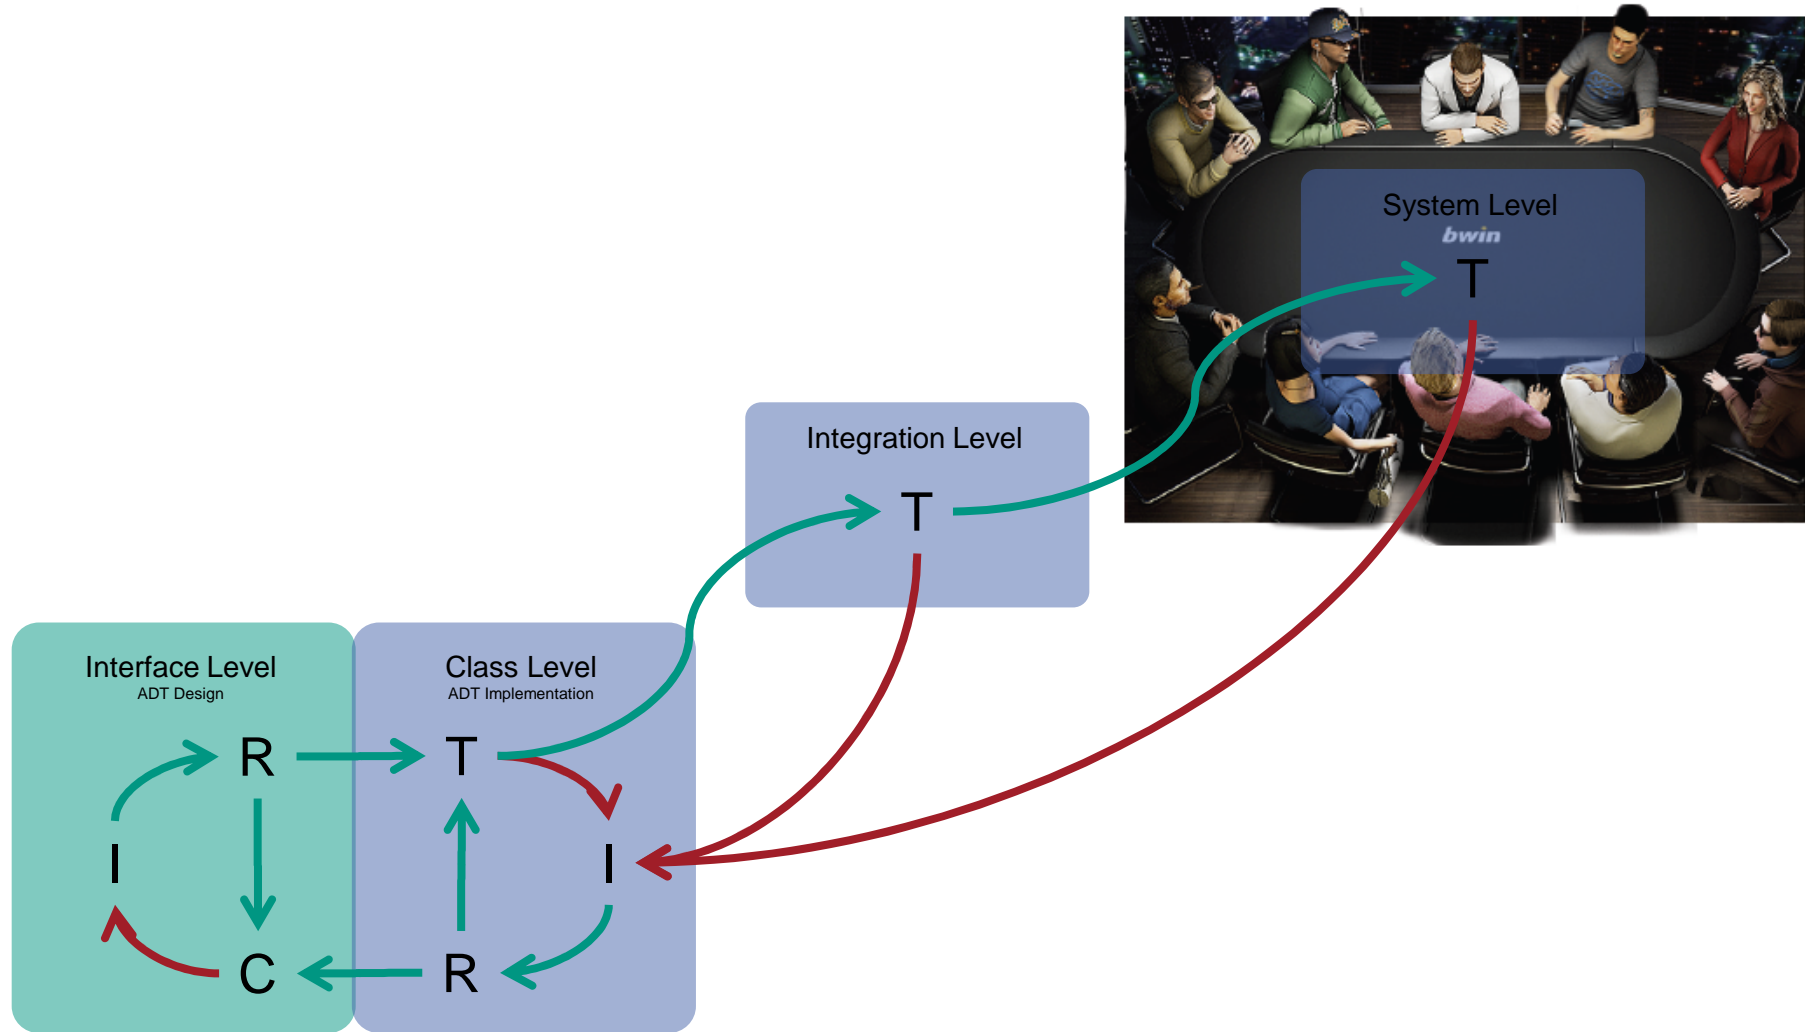 System Level
bwin
T
Integration Level
T
Interface Level
ADT Design
Class Level
ADT Implementation
R
T
I
I
C
R